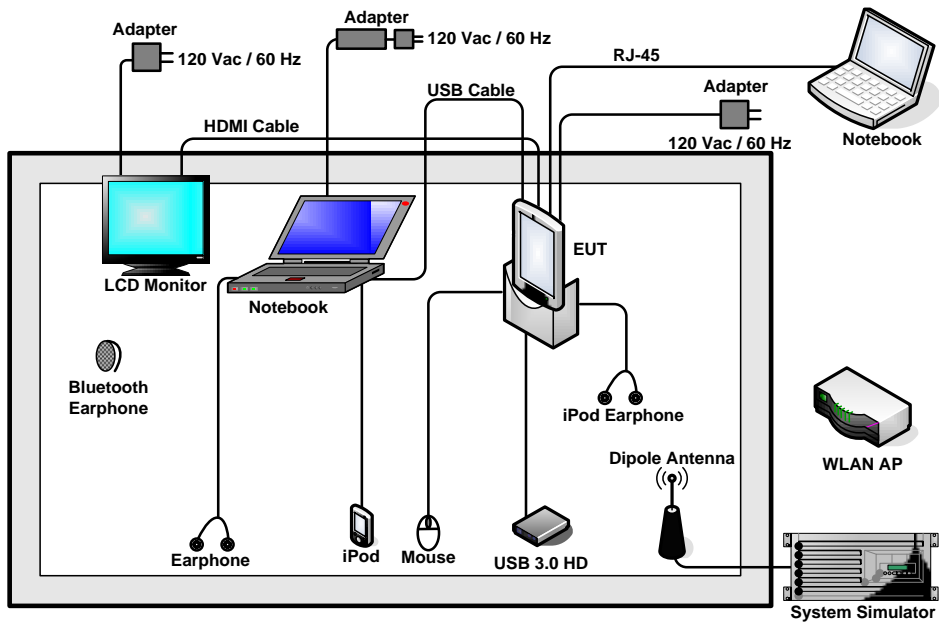 Adapter
120 Vac / 60 Hz
Adapter
120 Vac / 60 Hz
RJ-45
USB Cable
Adapter
120 Vac / 60 Hz
HDMI Cable
Notebook
EUT
LCD Monitor
Notebook
Bluetooth
Earphone
iPod Earphone
WLAN AP
Dipole Antenna
Earphone
iPod
Mouse
USB 3.0 HD
System Simulator